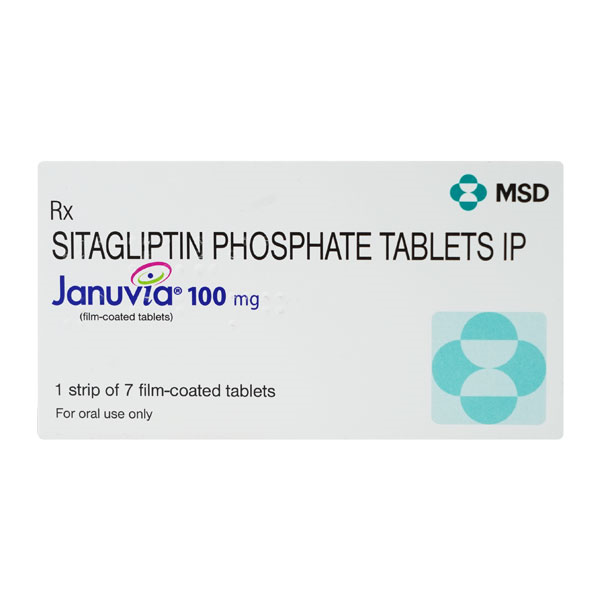 MSD
Rx
SITAGLIPTIN PHOSPHATE TABLETS IP
Januvia® 100 mg
(film-coated tablets)
1 strip of 7 film-coated tablets
For oral use only